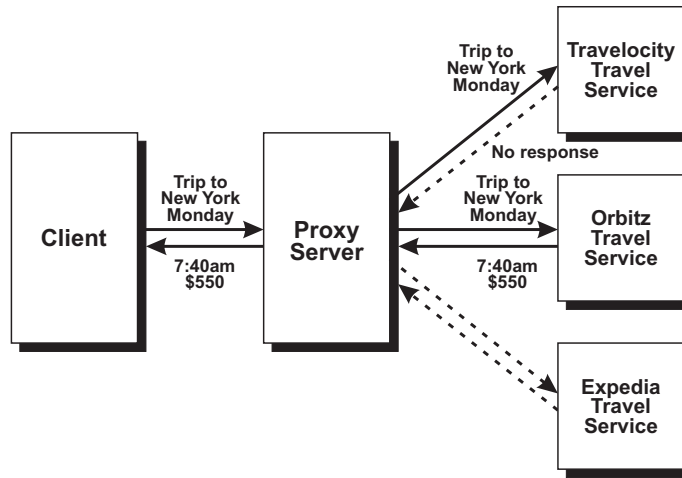 Client
Trip to
New York
Monday
7:40am
$550
Proxy
Server
Trip to
New York
Monday
No response
Travelocity
Travel
Service
Trip to
New York
Monday
7:40am
$550
Orbitz
Travel
Service
Expedia
Travel
Service